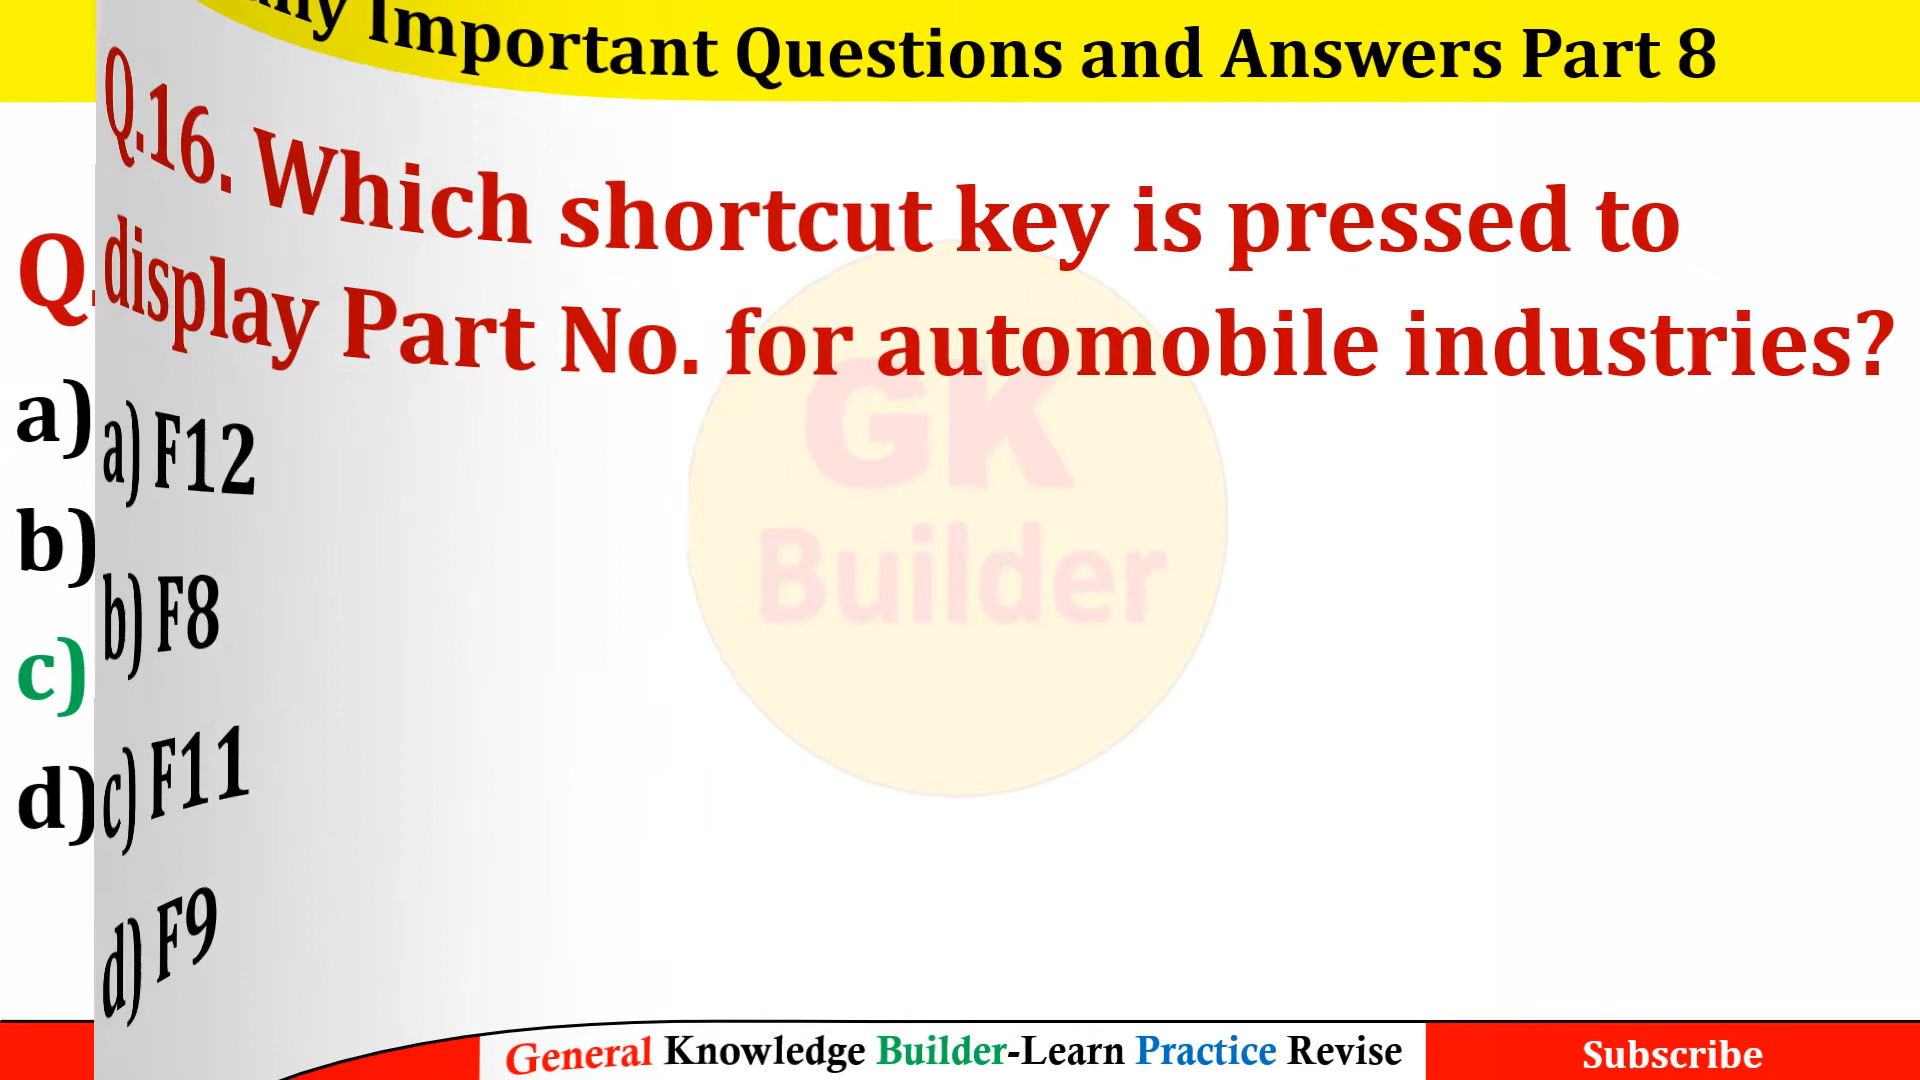 Important Questions and Answers Part 8
Q.16. Which shortcut key is pressed to
display Part No. for automobile industries?
a) F12
b) F8
c) F11
d) F9
Q.
a)
b)
c)
d)
GK
Builder
General Knowledge Builder-Learn Practice Revise
Subscribe